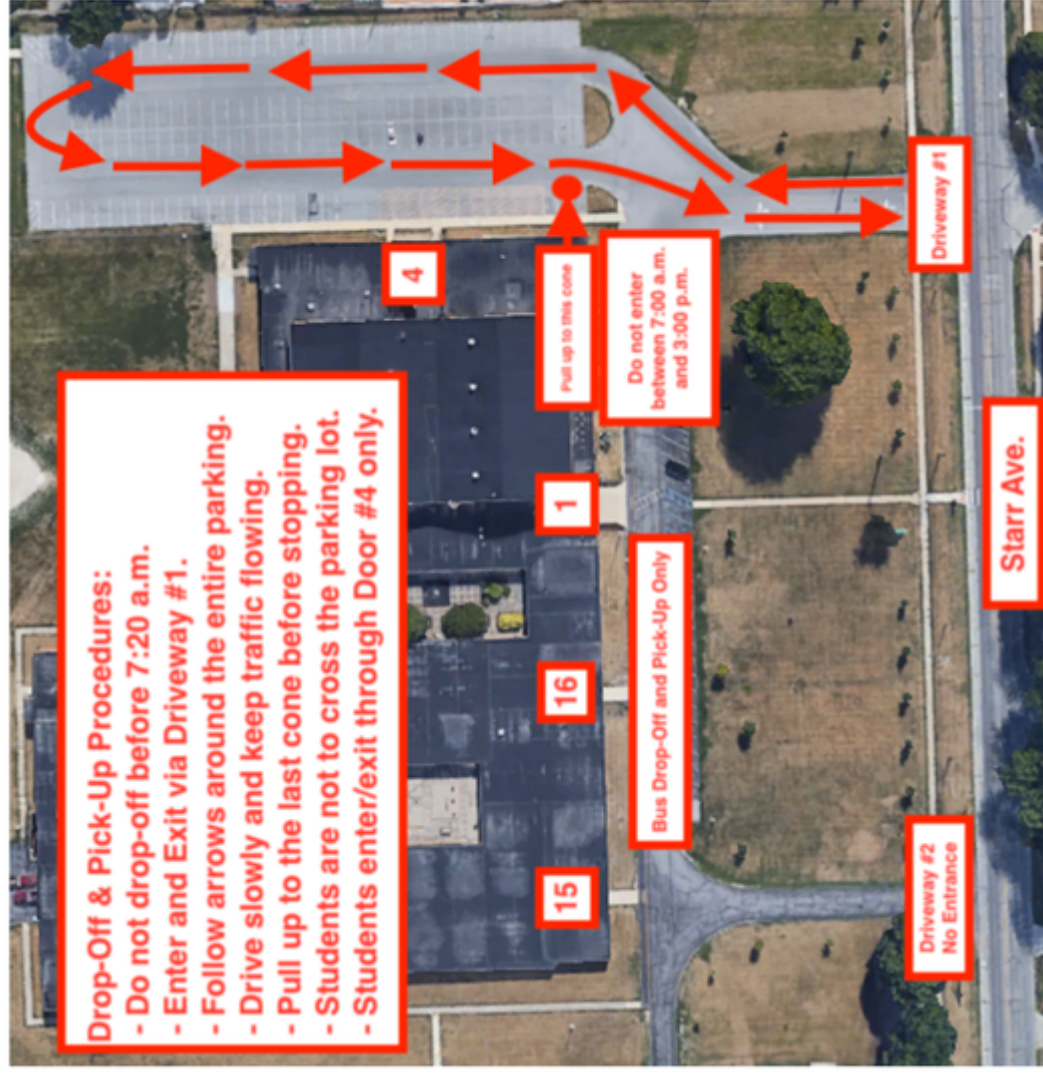 Drop-Off & Pick-Up Procedures:
- Do not drop-off before 7:20 a.m.
- Enter and Exit via Driveway #1.
- Follow arrows around the entire parking.
- Drive slowly and keep traffic flowing.
- Pull up to the last cone before stopping.
- Students are not to cross the parking lot.
- Students enter/exit through Door #4 only.
4
15
16
1
Pull up to this cone
Bus Drop-Off and Pick-Up Only
Do not enter
between 7:00 a.m.
and 3:00 p.m.
Driveway #2
No Entrance
Driveway #1
Starr Ave.